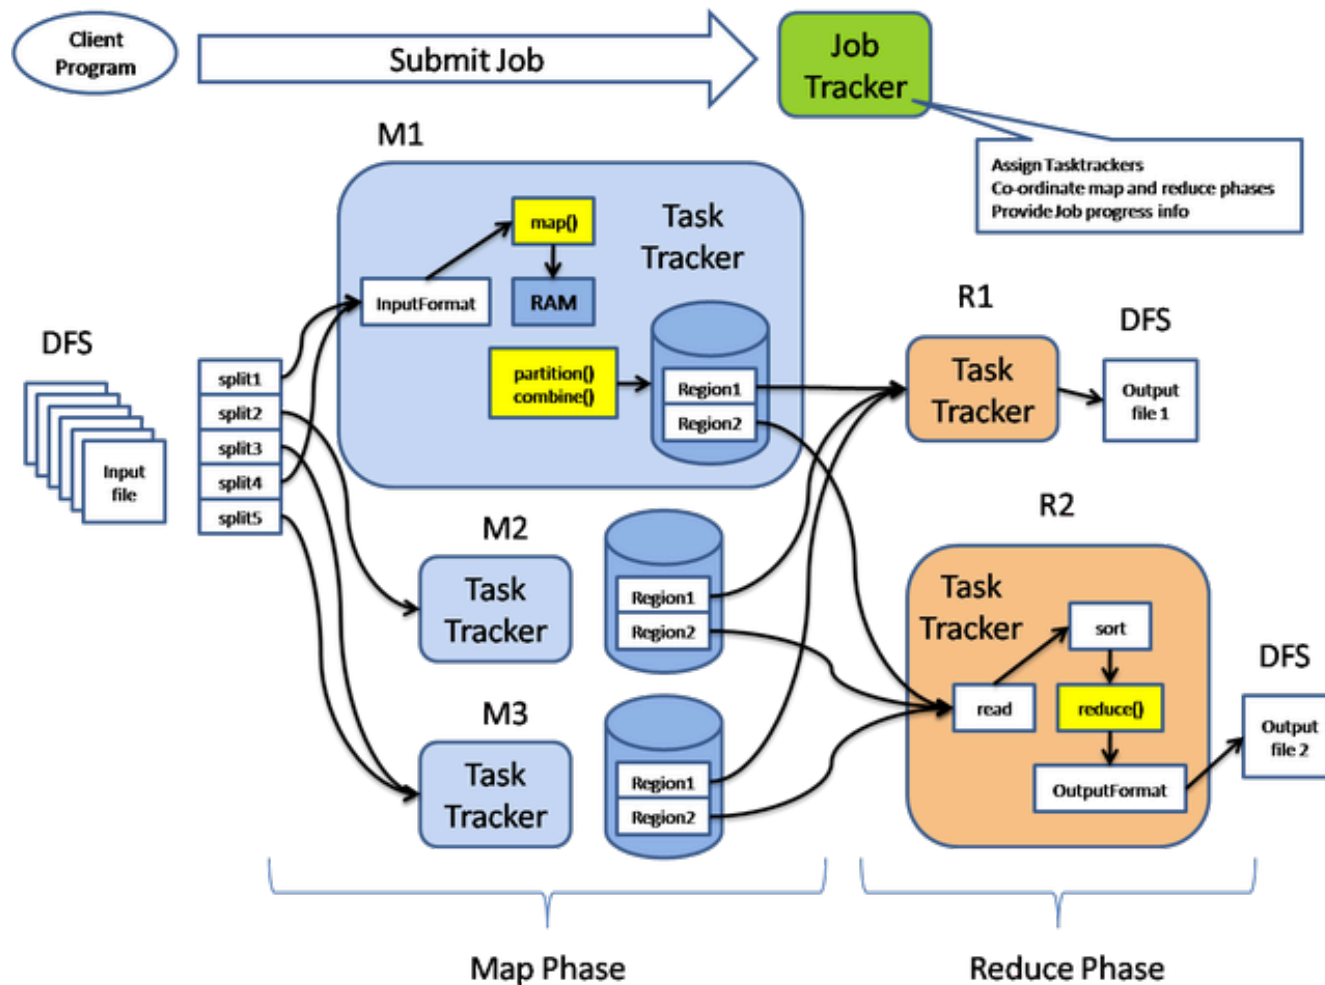 Client
Program
Submit Job
Job
Tracker
Assign Tasktrackers
Co-ordinate map and reduce phases
Provide Job progress info
M1
Task
Tracker
map()
InputFormat
RAM
partition()
combine()
Region1
Region2
DFS
Input
file
split1
split2
split3
split4
split5
M2
Task
Tracker
Region1
Region2
M3
Task
Tracker
Region1
Region2
R1
Task
Tracker
DFS
Output
file 1
R2
Task
Tracker
sort
read
reduce()
OutputFormat
DFS
Output
file 2
Map Phase
Reduce Phase